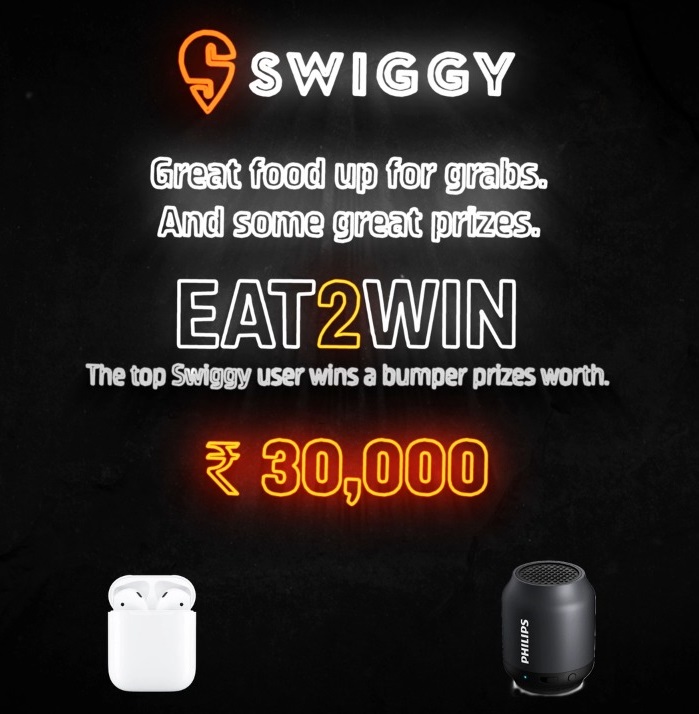 SWIGGY
Great food up for grabs.
And some great prizes.
EAT2WIN
The top Swiggy user wins a bumper prizes worth.
₹ 30,000
PHILIPS